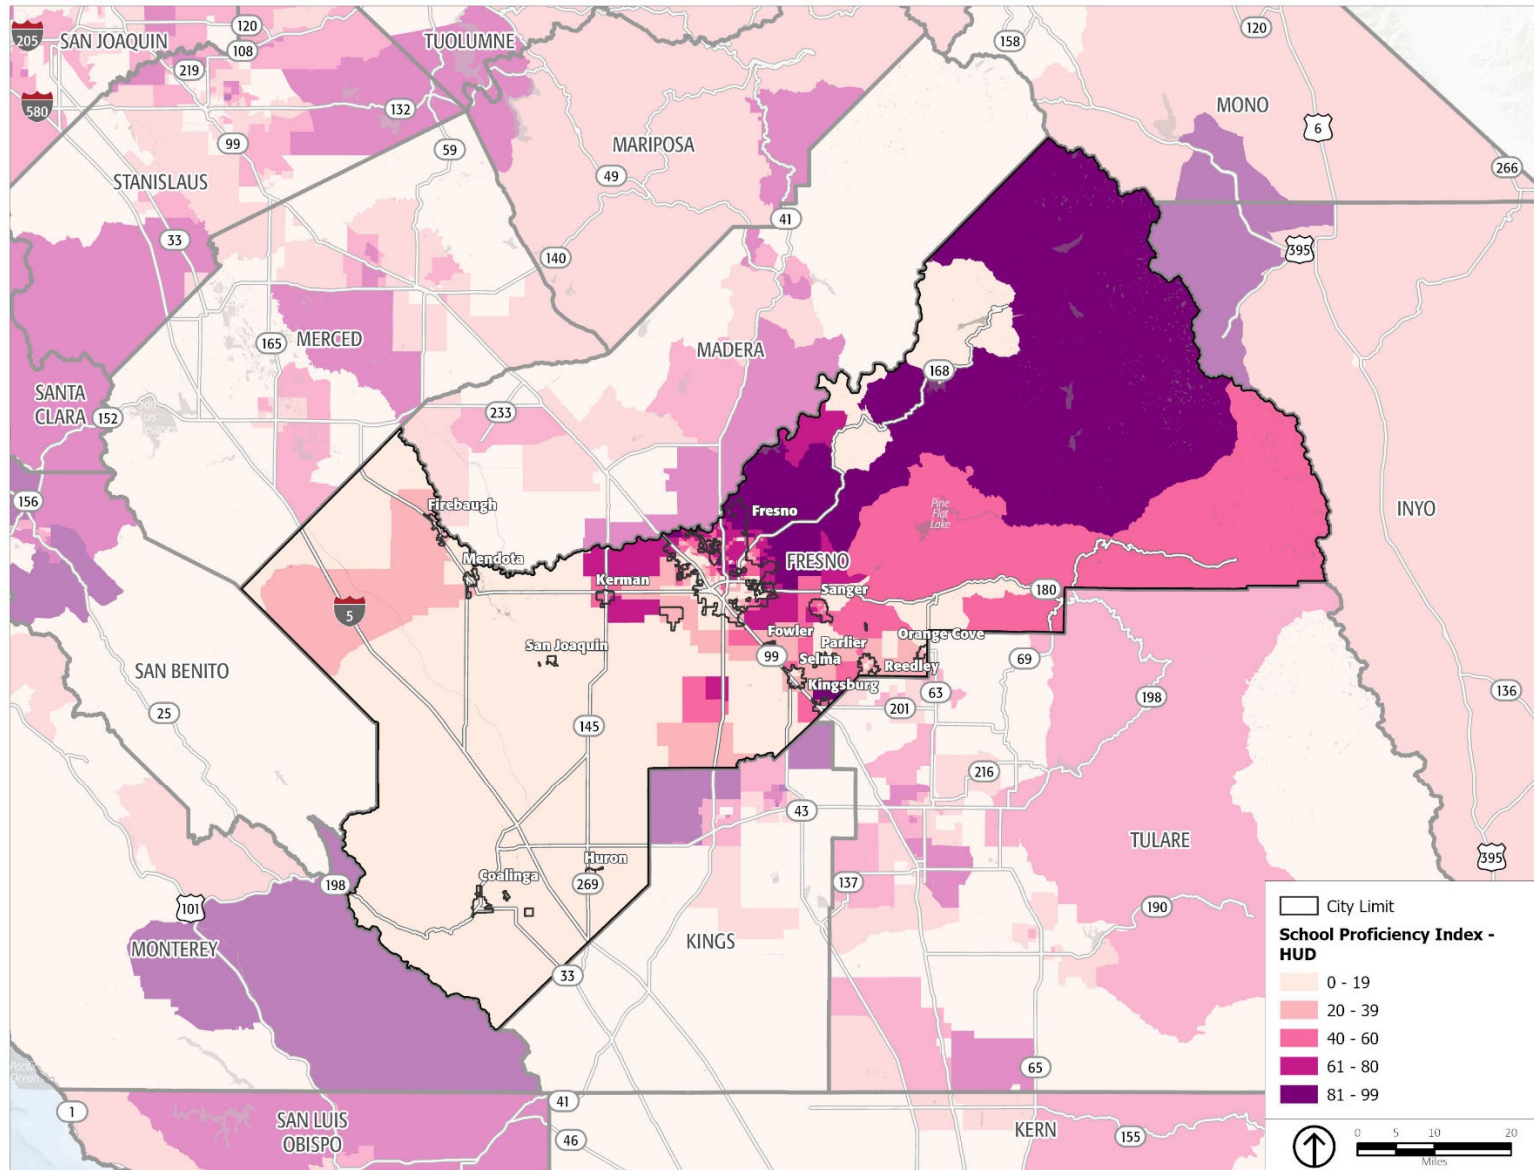 205
SAN JOAQUIN
120
108
TUOLUMNE
158
120
219
MONO
580
132
6
99
59
MARIPOSA
266
STANISLAUS
49
41
33
395
140
165
MERCED
MADERA
168
SANTA
CLARA
152
233
156
Firebaugh
Fresno
Pine
Flat
Lake
INYO
Mendota
FRESNO
Kerman
Sanger
180
5
Fowler
Orange Cove
San Joaquin
Parlier
99
69
Selma
Reedley
SAN BENITO
Kingsburg
63
198
136
25
201
145
216
43
TULARE
Huron
395
Coalinga
198
269
137
101
190
MONTEREY
KINGS
33
65
Pacific
Ocean
1
41
SAN LUIS
OBISPO
46
KERN
155
City Limit
School Proficiency Index -
HUD
0 - 19
20 - 39
40 - 60
61 - 80
81 - 99
0 5 10 20
Miles